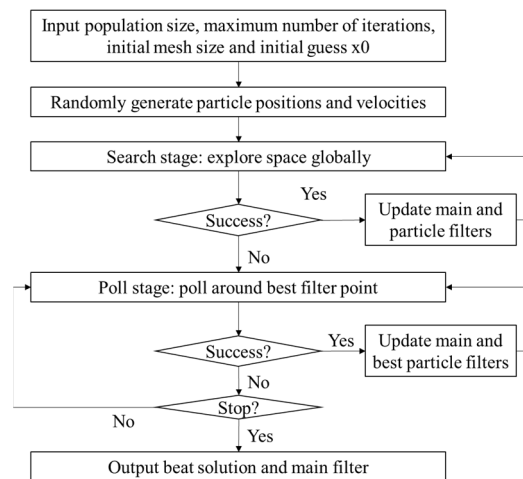 Input population size, maximum number of iterations,
initial mesh size and initial guess x0
Randomly generate particle positions and velocities
Search stage: explore space globally
Yes
Success?
Update main and
particle filters
No
Poll stage: poll around best filter point
Success?
Yes
Update main and
best particle filters
No
Stop?
No
Yes
Output beat solution and main filter